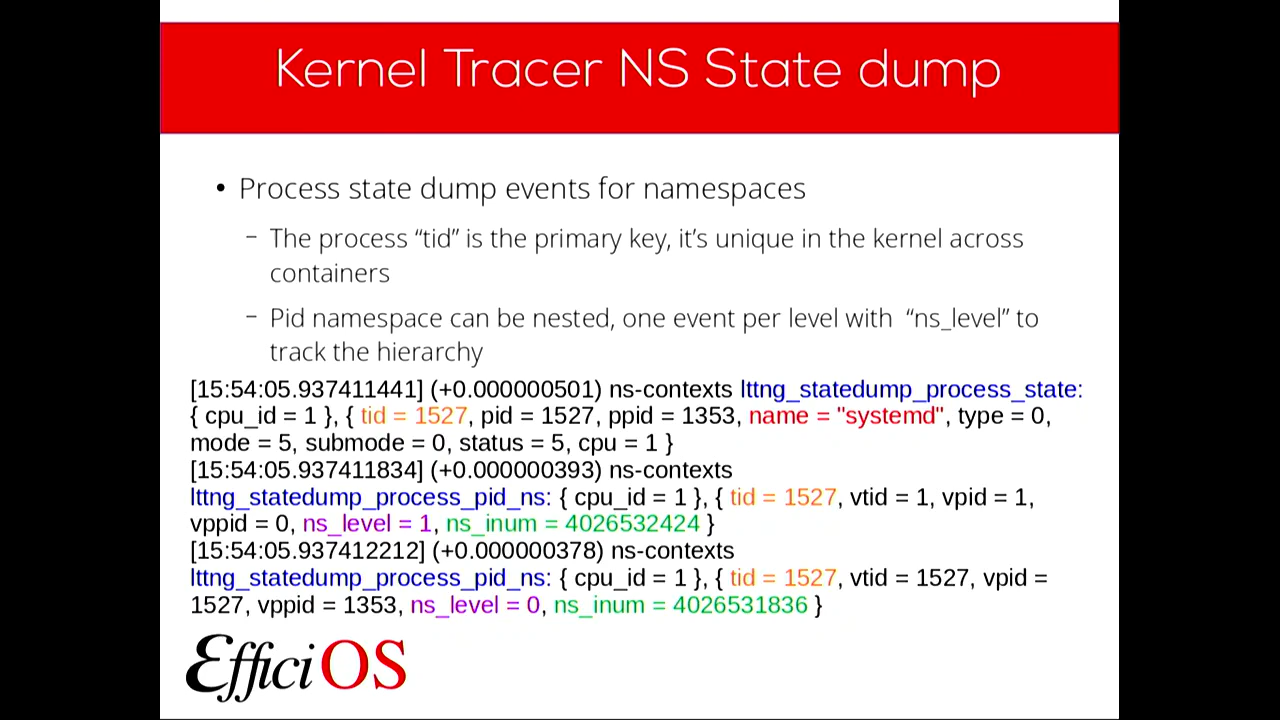 Kernel Tracer NS State dump
• Process state dump events for namespaces
– The process “tid” is the primary key, it’s unique in the kernel across
containers
– Pid namespace can be nested, one event per level with “ns_level” to
track the hierarchy
[15:54:05.937411441] (+0.000000501) ns-contexts lttng_statedump_process_state:
{ cpu_id = 1 }, { tid = 1527, pid = 1527, ppid = 1353, name = "systemd", type = 0,
mode = 5, submode = 0, status = 5, cpu = 1 }
[15:54:05.937411834] (+0.000000393) ns-contexts
lttng_statedump_process_pid_ns: { cpu_id = 1 }, { tid = 1527, vtid = 1, vpid = 1,
vppid = 0, ns_level = 1, ns_inum = 4026532424 }
[15:54:05.937412212] (+0.000000378) ns-contexts
lttng_statedump_process_pid_ns: { cpu_id = 1 }, { tid = 1527, vtid = 1527, vpid =
1527, vppid = 1353, ns_level = 0, ns_inum = 4026531836 }
EfficiOS